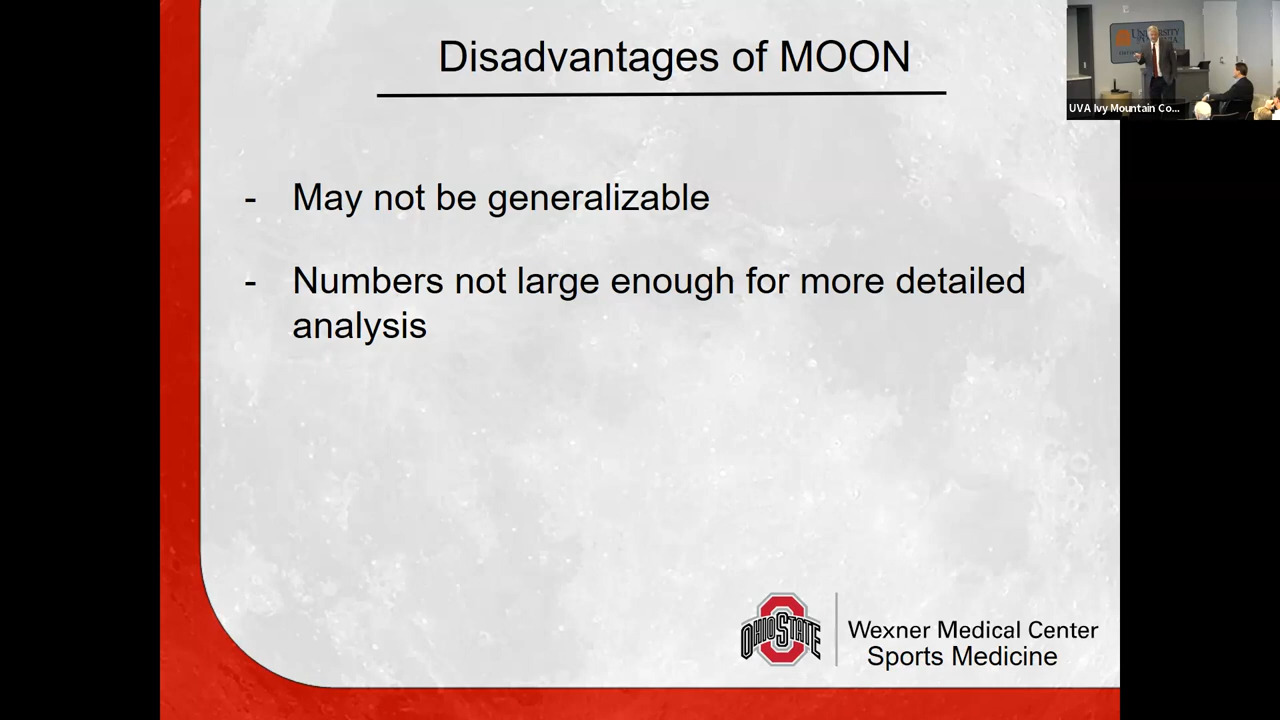 Disadvantages of MOON
- May not be generalizable
- Numbers not large enough for more detailed
analysis
OHIO STATE
Wexner Medical Center
Sports Medicine
UNIVERSITY
UVA Ivy Mountain Co...